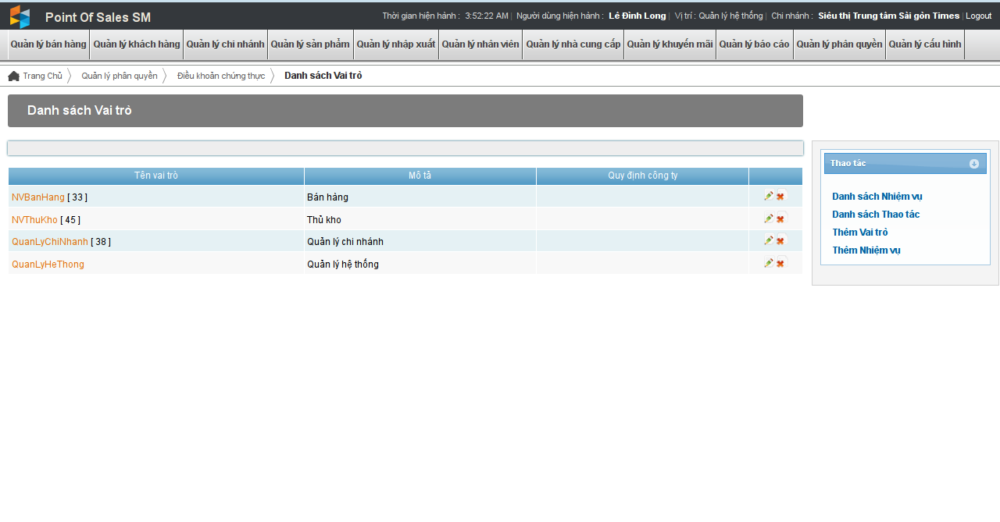 Point Of Sales SM
Thời gian hiện hành : 3:52:22 AM | Người dùng hiện hành : Lê Đình Long | Vị trí : Quản lý hệ thống | Chi nhánh : Siêu thị Trung tâm Sài gòn Times | Logout
Quản lý bán hàng Quản lý khách hàng Quản lý chi nhánh Quản lý sản phẩm Quản lý nhập xuất Quản lý nhân viên Quản lý nhà cung cấp Quản lý khuyến mãi Quản lý báo cáo Quản lý phân quyền Quản lý cấu hình
Trang Chủ Quản lý phân quyền Điều khoản chứng thực Danh sách Vai trò
Danh sách Vai trò
Tên vai trò Mô tả Quy định công ty
NVBanHang [ 33 ] Bán hàng
NVThuKho [ 45 ] Thủ kho
QuanLyChiNhanh [ 38 ] Quản lý chi nhánh
QuanLyHeThong Quản lý hệ thống
Thao tác
Danh sách Nhiệm vụ
Danh sách Thao tác
Thêm Vai trò
Thêm Nhiệm vụ